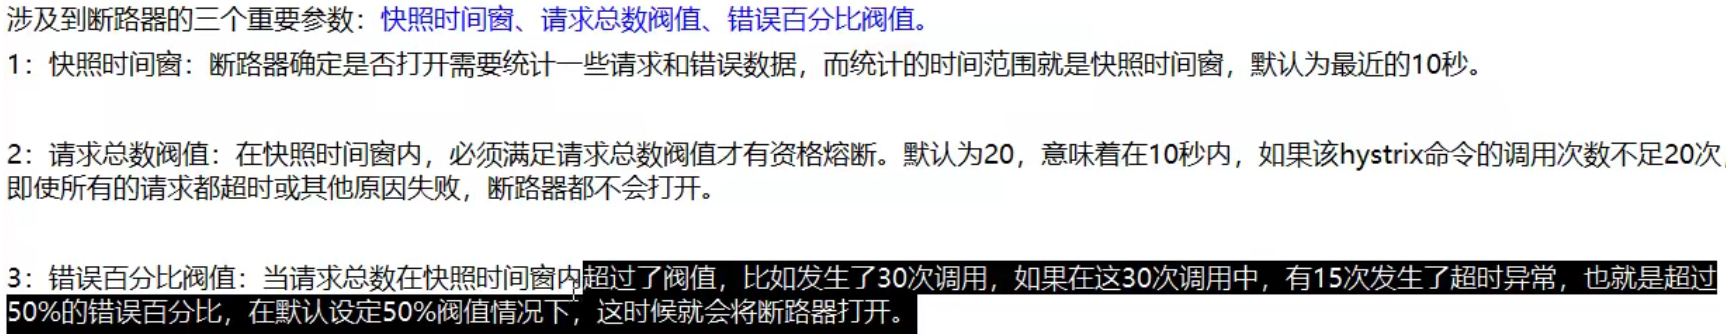 涉及到断路器的三个重要参数：快照时间窗、请求总数阀值、错误百分比阀值。
1：快照时间窗：断路器确定是否打开需要统计一些请求和错误数据，而统计的时间范围就是快照时间窗，默认为最近的10秒。
2：请求总数阀值：在快照时间窗内，必须满足请求总数阀值才有资格熔断。默认为20，意味着在10秒内，如果该hystrix命令的调用次数不足20次，
即使所有的请求都超时或其他原因失败，断路器都不会打开。
3：错误百分比阀值：当请求总数在快照时间窗内超过了阀值，比如发生了30次调用，如果在这30次调用中，有15次发生了超时异常，也就是超过
50%的错误百分比，在默认设定50%阀值情况下，这时候就会将断路器打开。